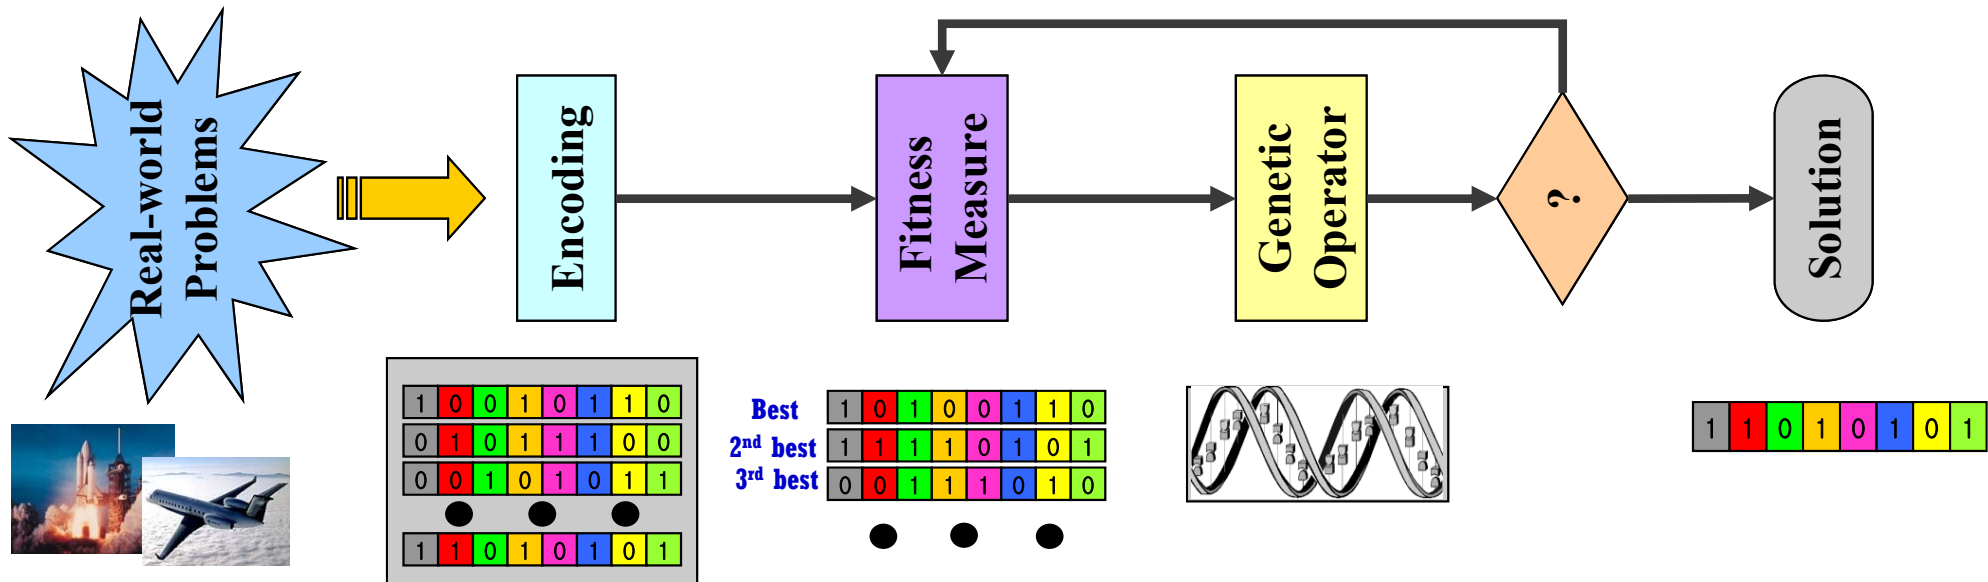 Real-world
Problems
Encoding
Fitness
Measure
Genetic
Operator
?
Solution
1 0 0 1 0 1 1 0
0 1 0 1 1 1 0 0
0 0 1 0 1 0 1 1
1 1 0 1 0 1 0 1
Best 1 0 1 0 0 1 1 0
2nd best 1 1 1 1 0 1 0 1
3rd best 0 0 1 1 1 0 1 0
1 1 0 1 0 1 0 1